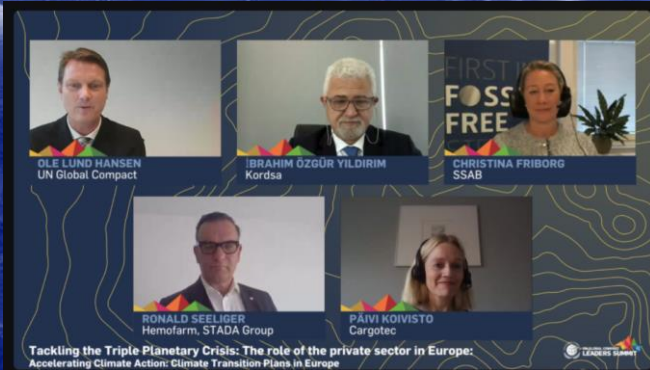 OLE LUND HANSEN
UN Global Compact
İBRAHIM ÖZGÜR YILDIRIM
Kordsa
FIRST IN
FOSS
FREE
CHRISTINA FRIBORG
SSAB
RONALD SEELIGER
Hemofarm, STADA Group
PÄIVI KOIVISTO
Cargotec
Tackling the Triple Planetary Crisis: The role of the private sector in Europe:
Accelerating Climate Action: Climate Transition Plans in Europe
LEADERS SUMMIT